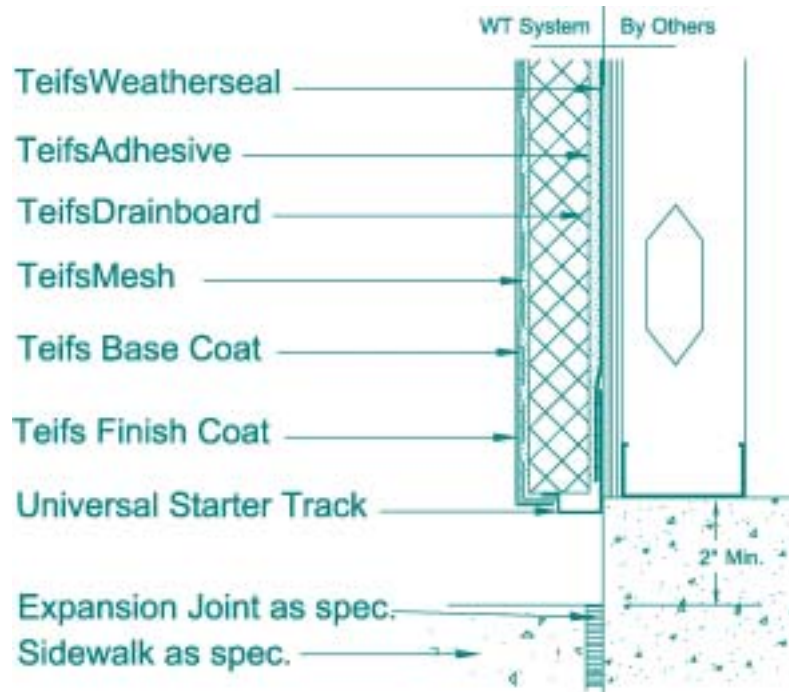 WT System By Others
TeifsWeatherseal
TeifsAdhesive
TeifsDrainboard
TeifsMesh
Teifs Base Coat
Teifs Finish Coat
Universal Starter Track
2" Min.
Expansion Joint as spec.
Sidewalk as spec.